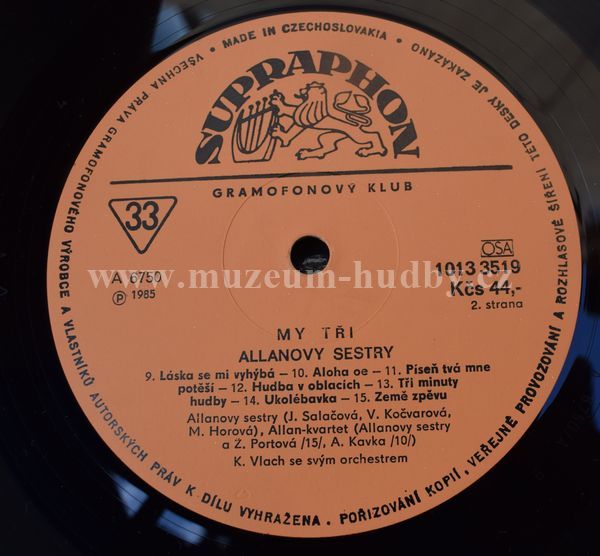 VŠECHNA PRÁVA GRAMOFONOVÉHO VÝROBCE A VLASTNÍKŮ AUTORSKÝCH PRÁV K DÍLU VYHRAŽENA. POŘIZOVÁNÍ KOPIÍ, VEŘEJNÉ PROVOZOVÁNÍ A ROZHLASOVÉ ŠÍŘENÍ TÉTO DESKY JE ZAKÁZÁNO • MADE IN CZECHOSLOVAKIA •
SUPRAPHON
GRAMOFONOVÝ KLUB
33
OSA
A 6750
1013 3519
www.muzeum-hudby.cz
Ⓟ 1985
Kčs 44,-
2. strana
MY TŘI
ALLANOVY SESTRY
9. Láska se mi vyhýbá – 10. Aloha oe – 11. Píseň tvá mne
potěší – 12. Hudba v oblacích – 13. Tři minuty
hudby – 14. Ukolébavka – 15. Země zpěvu
Allanovy sestry (J. Salačová, V. Kočvarová,
M. Horová), Allan-kvartet (Allanovy sestry
a Ž. Portová /15/, A. Kavka /10/)
K. Vlach se svým orchestrem